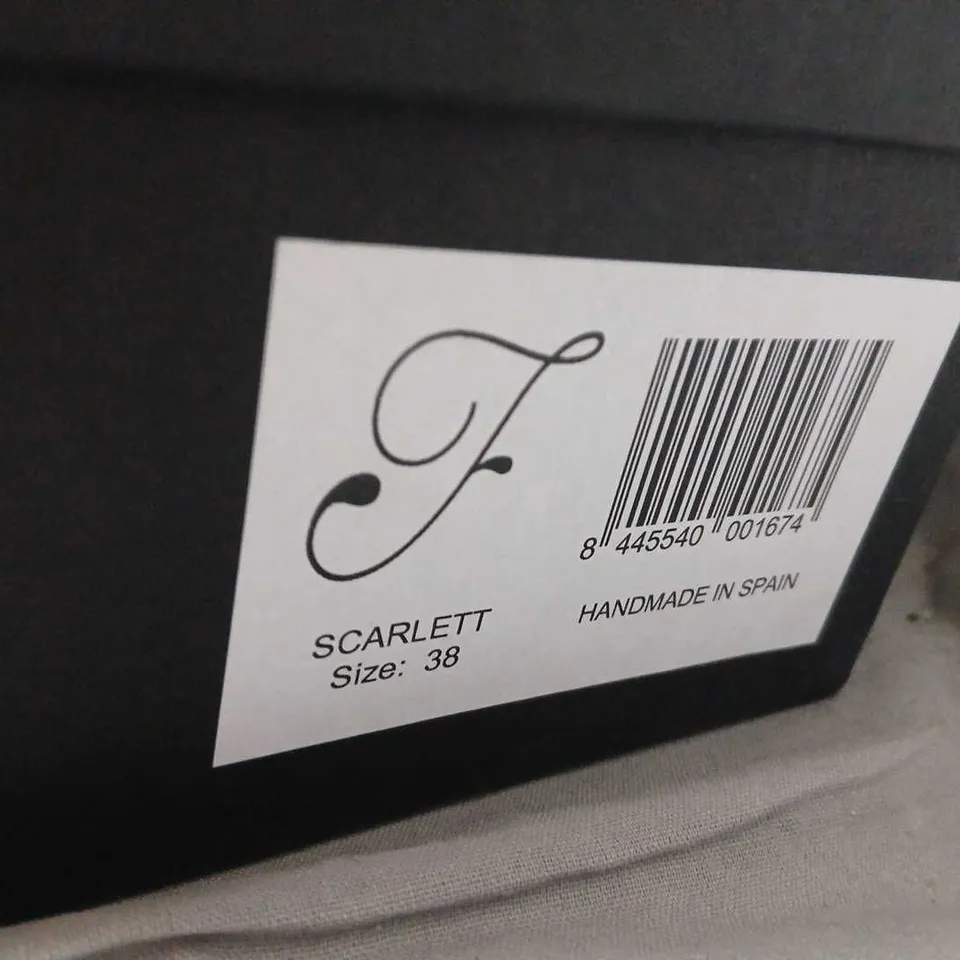 F
8 445540 001674
HANDMADE IN SPAIN
SCARLETT
Size: 38